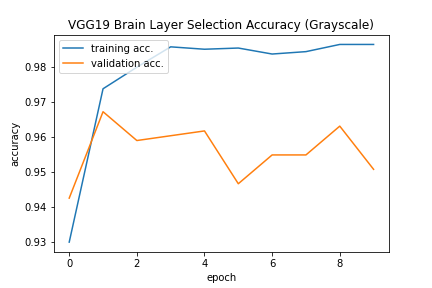 VGG19 Brain Layer Selection Accuracy (Grayscale)
training acc.
validation acc.
0.98
0.97
0.96
0.95
0.94
0.93
accuracy
0 2 4 6 8
epoch